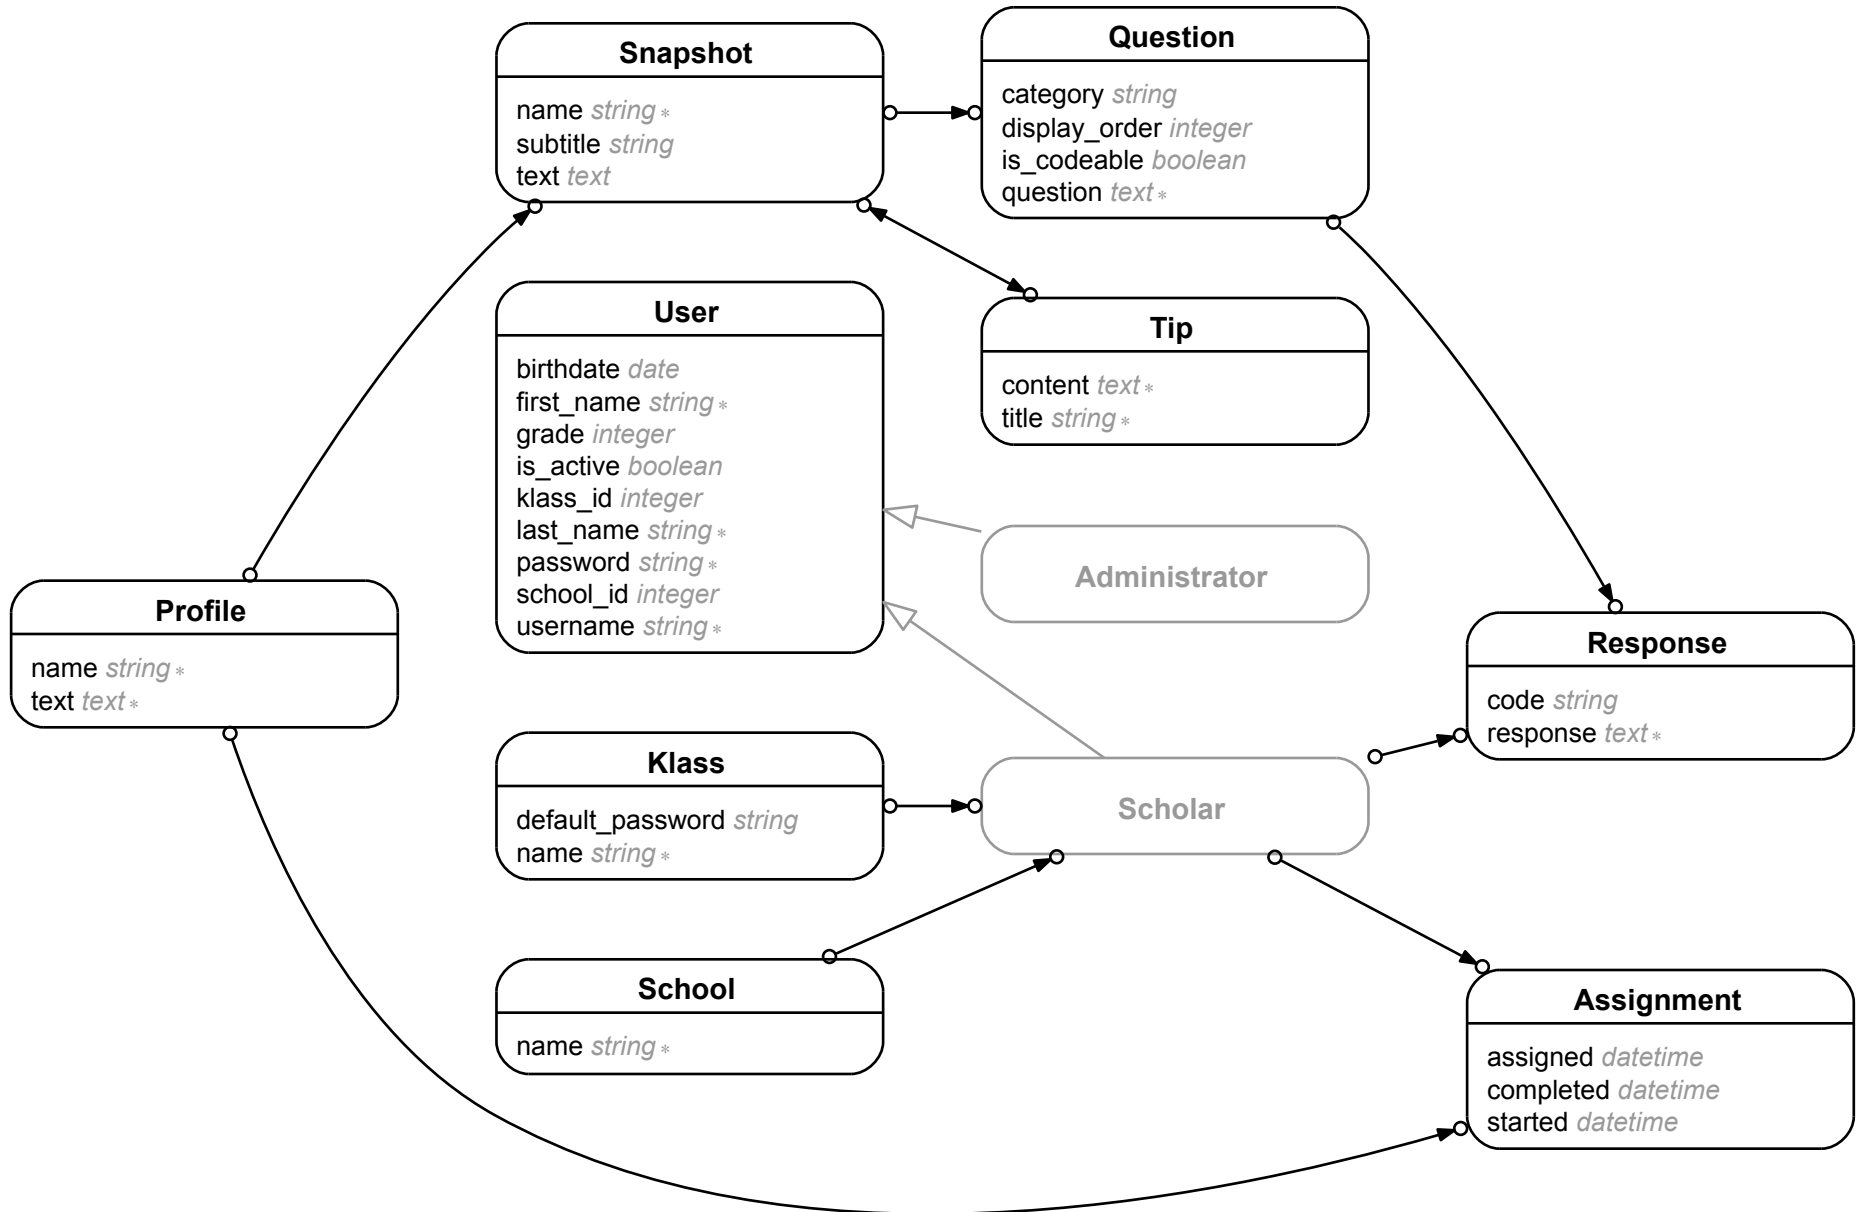 Snapshot
name string *
subtitle string
text text
Question
category string
display_order integer
is_codeable boolean
question text *
User
birthdate date
first_name string *
grade integer
is_active boolean
klass_id integer
last_name string *
password string *
school_id integer
username string *
Tip
content text *
title string *
Administrator
Profile
name string *
text text *
Response
code string
response text *
Klass
default_password string
name string *
Scholar
School
name string *
Assignment
assigned datetime
completed datetime
started datetime